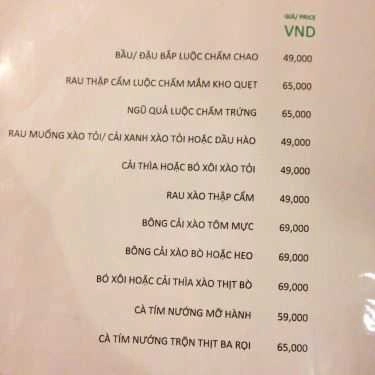 GIÁ/ PRICE
VND
BẦU/ ĐẬU BẮP LUỘC CHẤM CHAO 49,000
RAU THẬP CẨM LUỘC CHẤM MẮM KHO QUẸT 65,000
NGŨ QUẢ LUỘC CHẤM TRỨNG 65,000
RAU MUỐNG XÀO TỎI/ CẢI XANH XÀO TỎI HOẶC DẦU HÀO 49,000
CẢI THÌA HOẶC BÓ XÔI XÀO TỎI 49,000
RAU XÀO THẬP CẨM 49,000
BÔNG CẢI XÀO TÔM MỰC 69,000
BÔNG CẢI XÀO BÒ HOẶC HEO 69,000
BÓ XÔI HOẶC CẢI THÌA XÀO THỊT BÒ 69,000
CÀ TÍM NƯỚNG MỠ HÀNH 59,000
CÀ TÍM NƯỚNG TRỘN THỊT BA RỌI 65,000